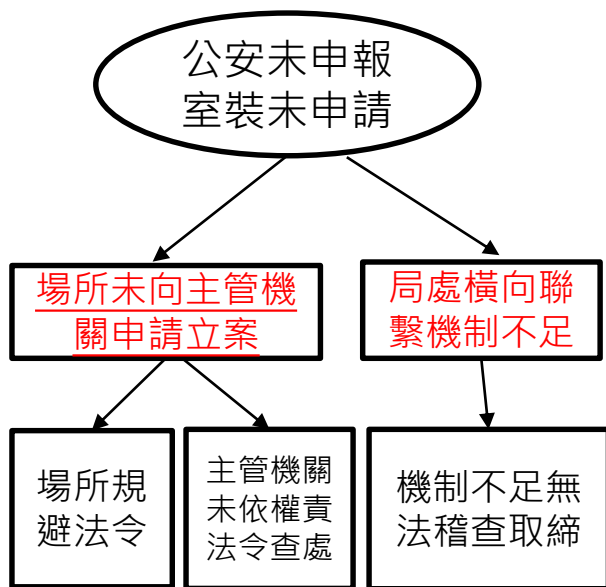 公安未申報
室裝未申請
場所未向主管機
關申請立案
局處橫向聯
繫機制不足
場所規
避法令
主管機關
未依權責
法令查處
機制不足無
法稽查取締